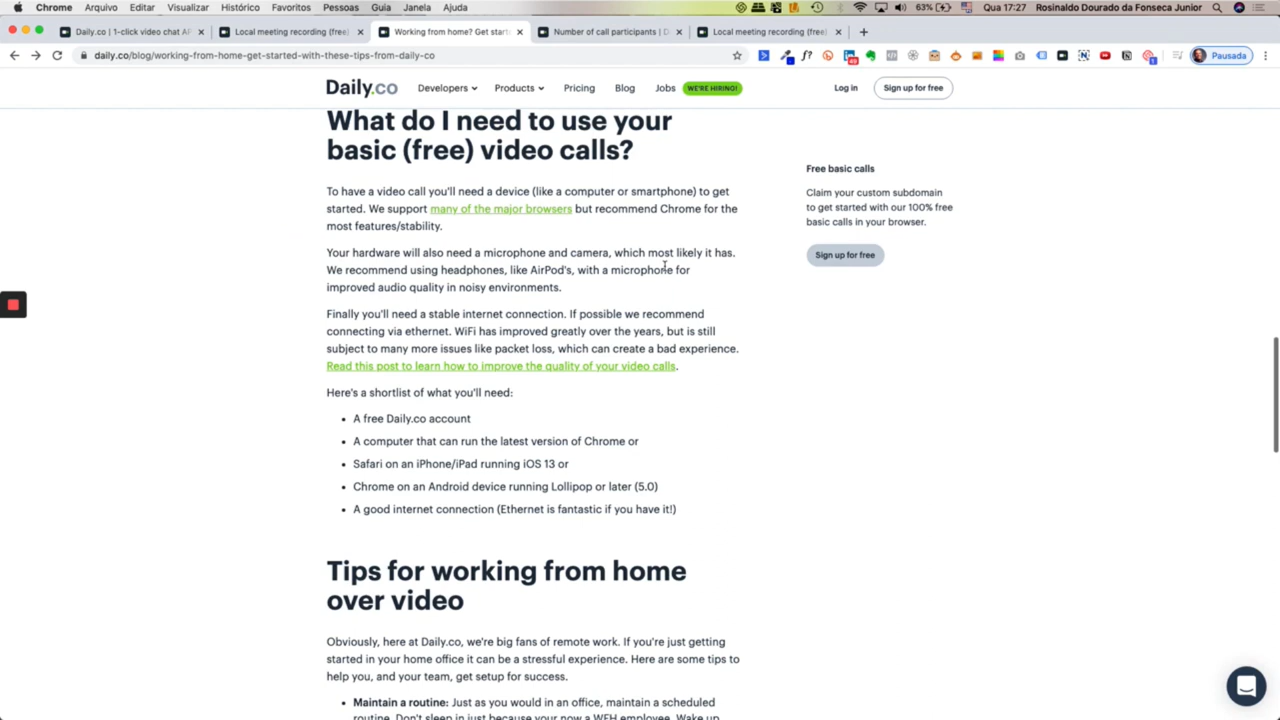 Chrome Arquivo Editar Visualizar Histórico Favoritos Pessoas Guia Janela Ajuda 63% Qua 17:27 Rosinaldo Dourado da Fonseca Junior
Daily.co | 1-click video chat AP Local meeting recording (free) Working from home? Get start Number of call participants | D Local meeting recording (free)
daily.co/blog/working-from-home-get-started-with-these-tips-from-daily-co Pausada
Daily.co Developers Products Pricing Blog Jobs WE'RE HIRING! Log in Sign up for free
What do I need to use your
basic (free) video calls?
Free basic calls
To have a video call you'll need a device (like a computer or smartphone) to get
started. We support many of the major browsers but recommend Chrome for the
most features/stability.
Claim your custom subdomain
to get started with our 100% free
basic calls in your browser.
Sign up for free
Your hardware will also need a microphone and camera, which most likely it has.
We recommend using headphones, like AirPod's, with a microphone for
improved audio quality in noisy environments.
Finally you'll need a stable internet connection. If possible we recommend
connecting via ethernet. WiFi has improved greatly over the years, but is still
subject to many more issues like packet loss, which can create a bad experience.
Read this post to learn how to improve the quality of your video calls.
Here's a shortlist of what you'll need:
• A free Daily.co account
• A computer that can run the latest version of Chrome or
• Safari on an iPhone/iPad running iOS 13 or
• Chrome on an Android device running Lollipop or later (5.0)
• A good internet connection (Ethernet is fantastic if you have it!)
Tips for working from home
over video
Obviously, here at Daily.co, we're big fans of remote work. If you're just getting
started in your home office it can be a stressful experience. Here are some tips to
help you, and your team, get setup for success.
• Maintain a routine: Just as you would in an office, maintain a scheduled
routine. Don't sleep in just because your now a WFH employee. Wake up